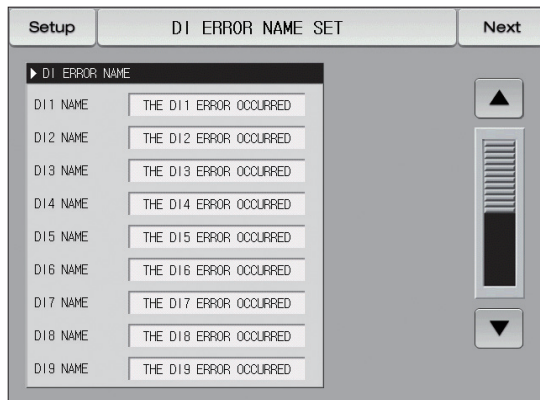 Setup DI ERROR NAME SET Next
▶ DI ERROR NAME
DI1 NAME THE DI1 ERROR OCCURRED
DI2 NAME THE DI2 ERROR OCCURRED
DI3 NAME THE DI3 ERROR OCCURRED
DI4 NAME THE DI4 ERROR OCCURRED
DI5 NAME THE DI5 ERROR OCCURRED
DI6 NAME THE DI6 ERROR OCCURRED
DI7 NAME THE DI7 ERROR OCCURRED
DI8 NAME THE DI8 ERROR OCCURRED
DI9 NAME THE DI9 ERROR OCCURRED